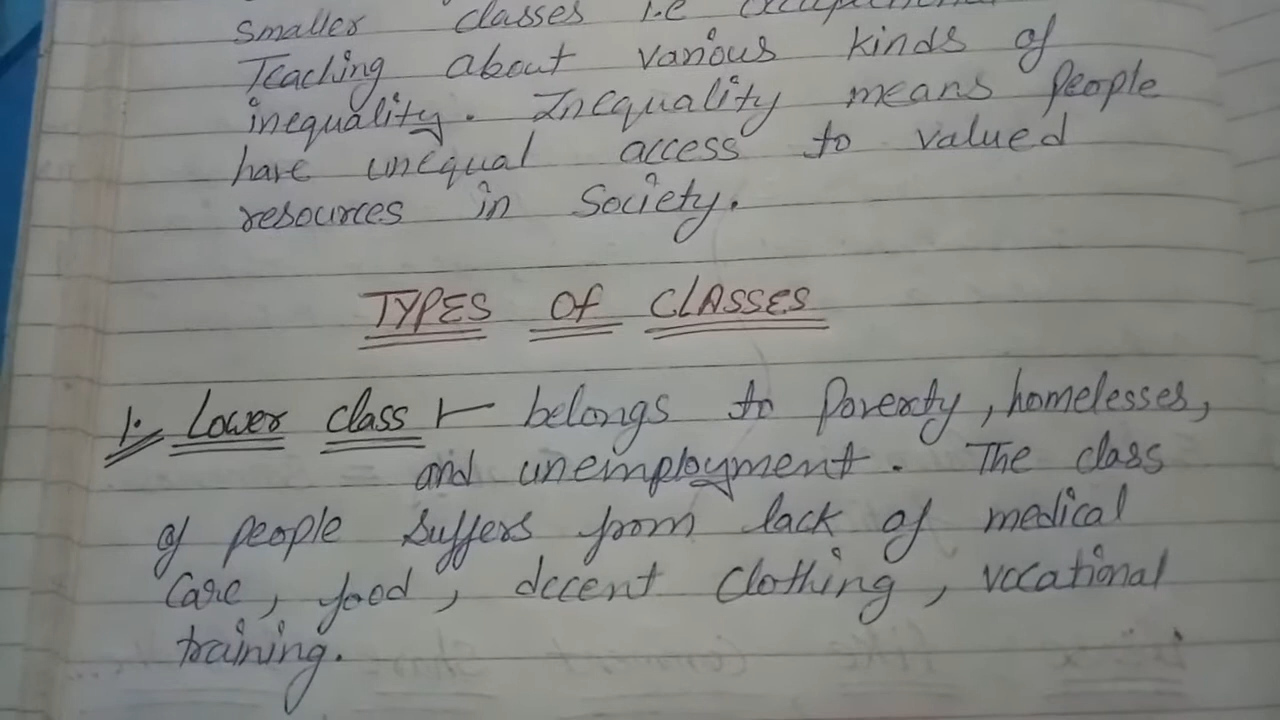 smaller classes i.e
Teaching about various kinds of
inequality. Inequality means people
have unequal access to valued
resources in Society.
TYPES Of ClASSES
1. Lower class :- belongs to Poverty, homelesses,
and unemployment. The class
of people suffers from lack of medical
Care, food, decent clothing, vocational
training.